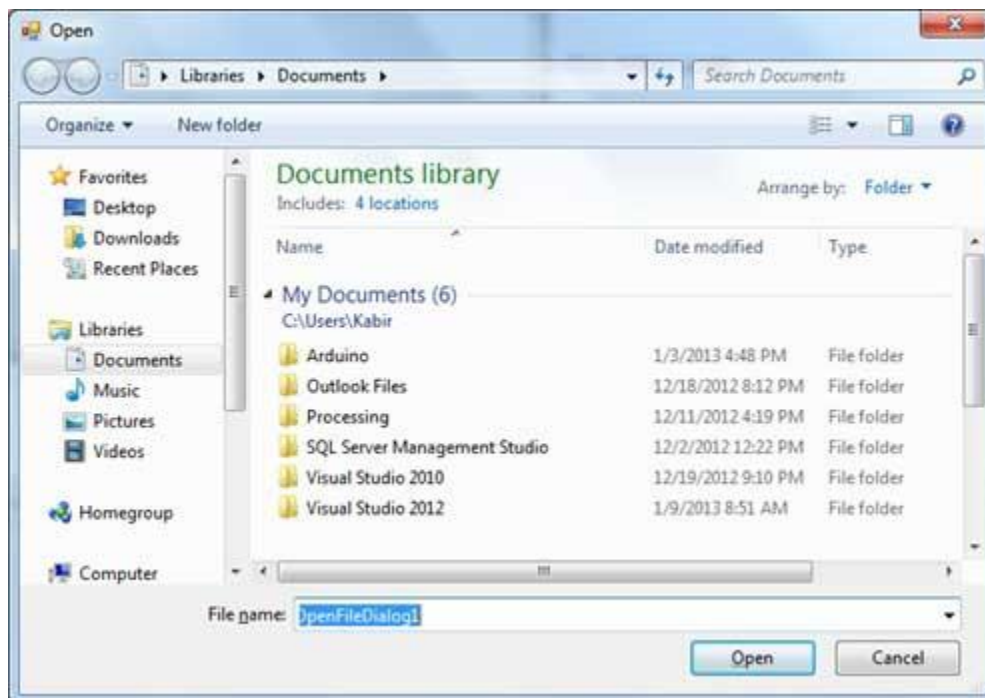 Open
Libraries Documents
Search Documents
Organize New folder
Favorites
Desktop
Downloads
Recent Places
Libraries
Documents
Music
Pictures
Videos
Homegroup
Computer
Documents library
Includes: 4 locations
Arrange by: Folder
Name Date modified Type
My Documents (6)
C:\Users\Kabir
Arduino 1/3/2013 4:48 PM File folder
Outlook Files 12/18/2012 8:12 PM File folder
Processing 12/11/2012 4:19 PM File folder
SQL Server Management Studio 12/2/2012 12:22 PM File folder
Visual Studio 2010 12/19/2012 9:10 PM File folder
Visual Studio 2012 1/9/2013 8:51 AM File folder
File name: OpenFileDialog1
Open Cancel